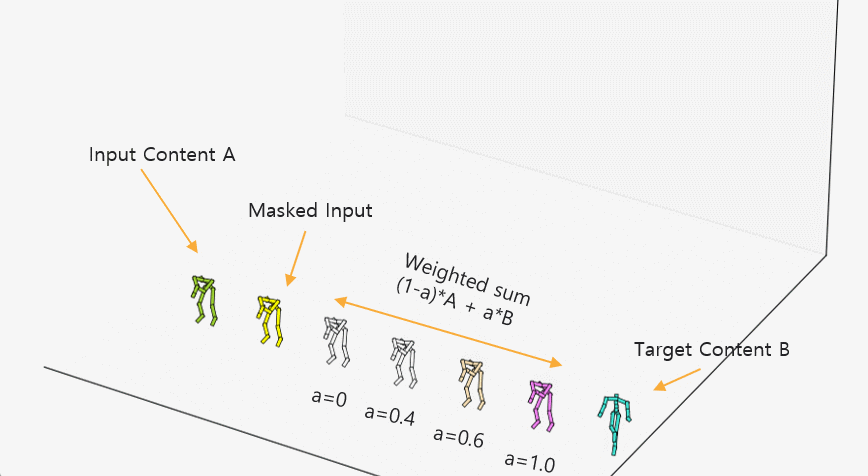 Input Content A
Masked Input
Weighted sum
(1-a)*A + a*B
Target Content B
a=0
a=0.4
a=0.6
a=1.0